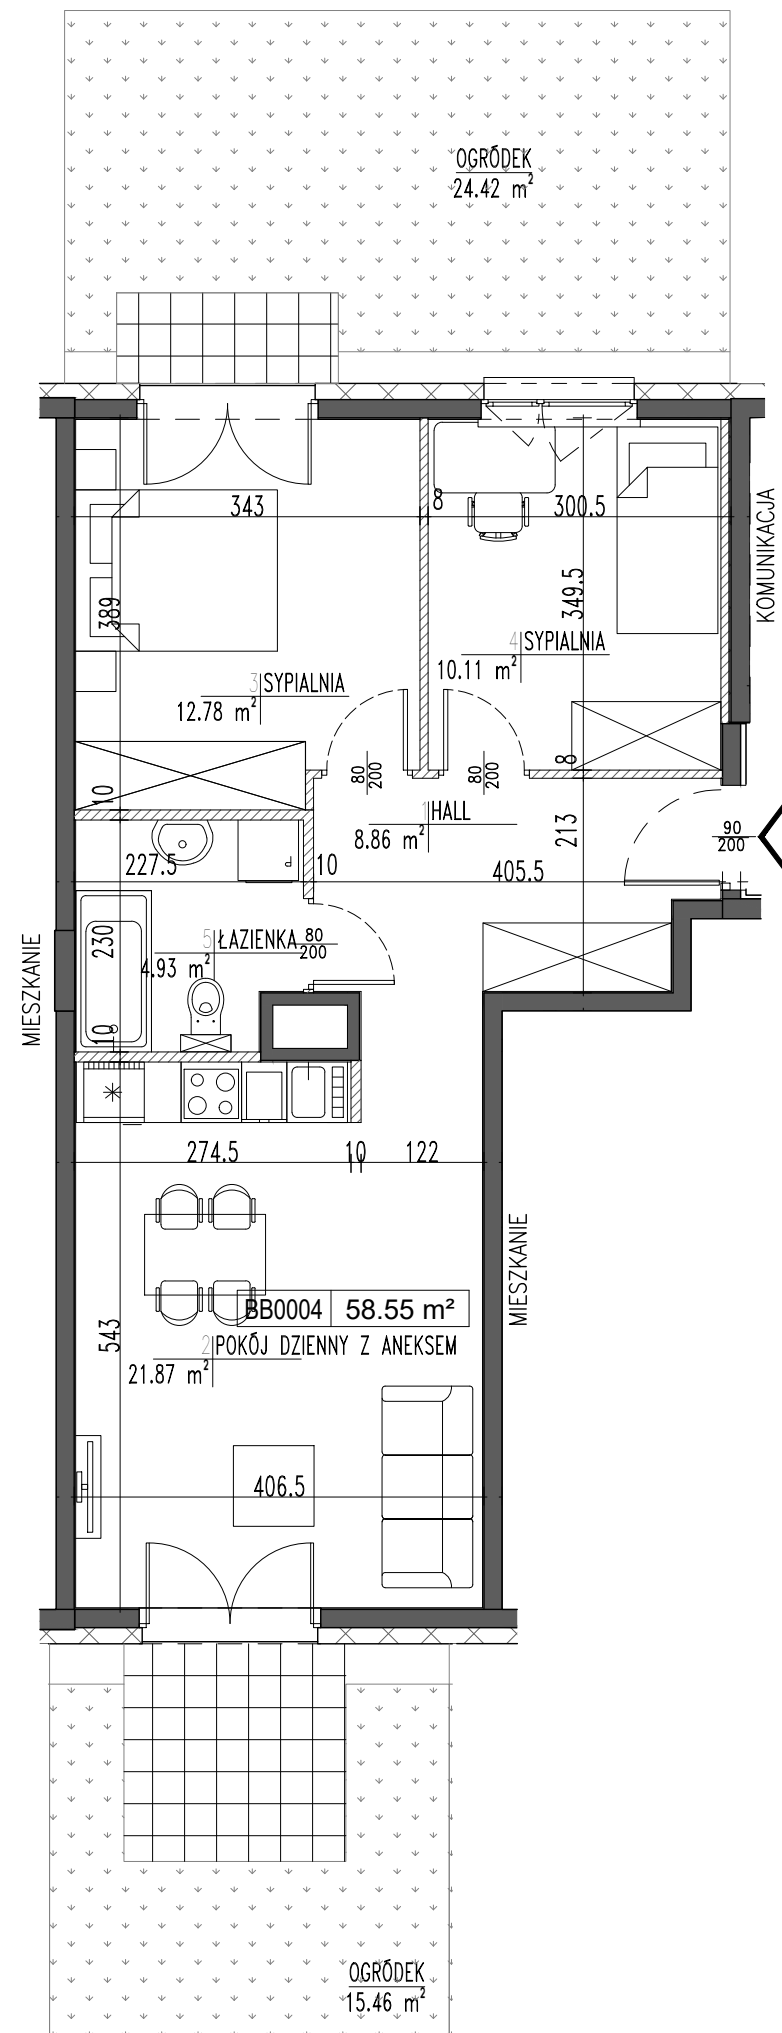 OGRÓDEK
24.42 m²
343
8
300.5
KOMUNIKACJA
389
349.5
4 SYPIALNIA
10.11 m²
3 SYPIALNIA
12.78 m²
80
200
80
200
8
10
1 HALL
8.86 m²
213
90
200
227.5
10
405.5
MIESZKANIE
230
5 ŁAZIENKA
4.93 m²
80
200
10
274.5
10
122
MIESZKANIE
BB0004 58.55 m²
543
2 POKÓJ DZIENNY Z ANEKSEM
21.87 m²
406.5
OGRÓDEK
15.46 m²